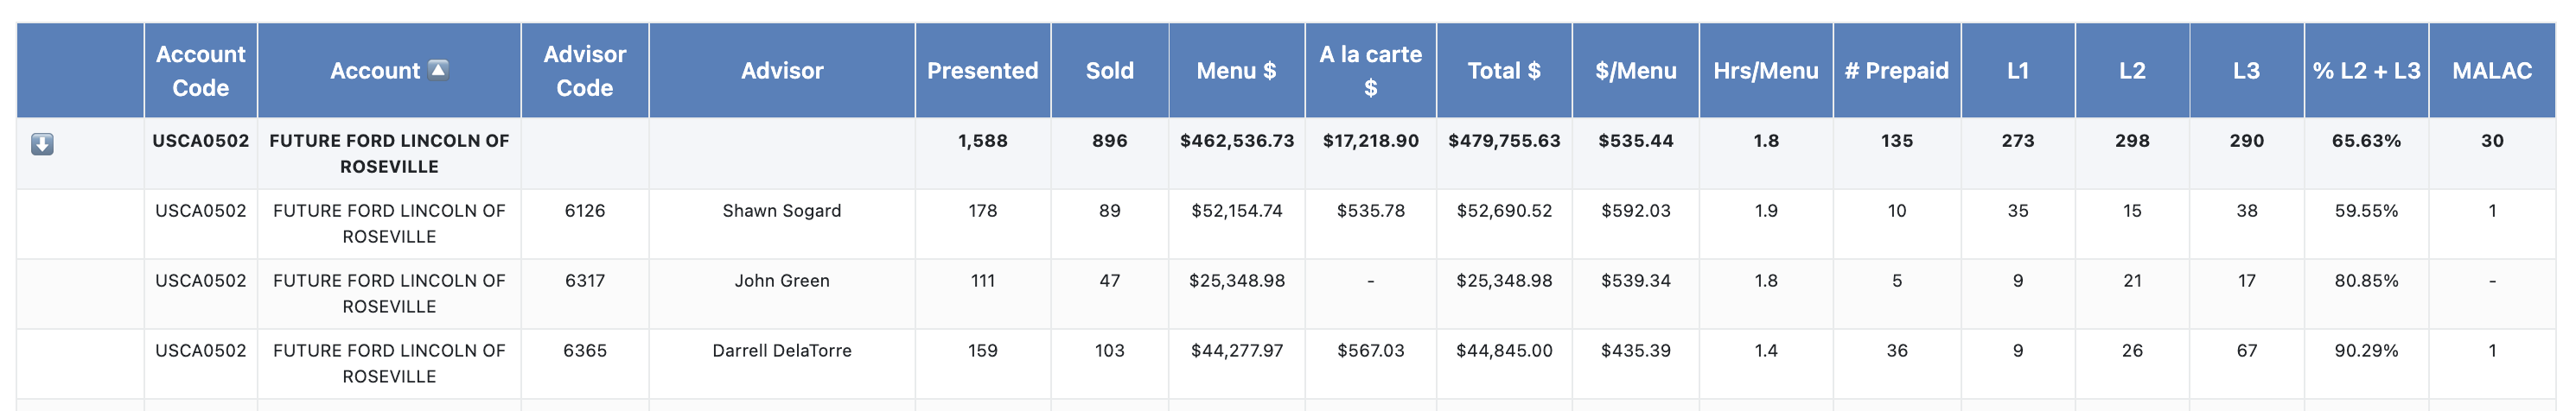 Account Code Account 🔼 Advisor Code Advisor Presented Sold Menu $ A la carte $ Total $ $/Menu Hrs/Menu # Prepaid L1 L2 L3 % L2 + L3 MALAC
⬇️ USCA0502 FUTURE FORD LINCOLN OF ROSEVILLE 1,588 896 $462,536.73 $17,218.90 $479,755.63 $535.44 1.8 135 273 298 290 65.63% 30
USCA0502 FUTURE FORD LINCOLN OF ROSEVILLE 6126 Shawn Sogard 178 89 $52,154.74 $535.78 $52,690.52 $592.03 1.9 10 35 15 38 59.55% 1
USCA0502 FUTURE FORD LINCOLN OF ROSEVILLE 6317 John Green 111 47 $25,348.98 - $25,348.98 $539.34 1.8 5 9 21 17 80.85% -
USCA0502 FUTURE FORD LINCOLN OF ROSEVILLE 6365 Darrell DelaTorre 159 103 $44,277.97 $567.03 $44,845.00 $435.39 1.4 36 9 26 67 90.29% 1